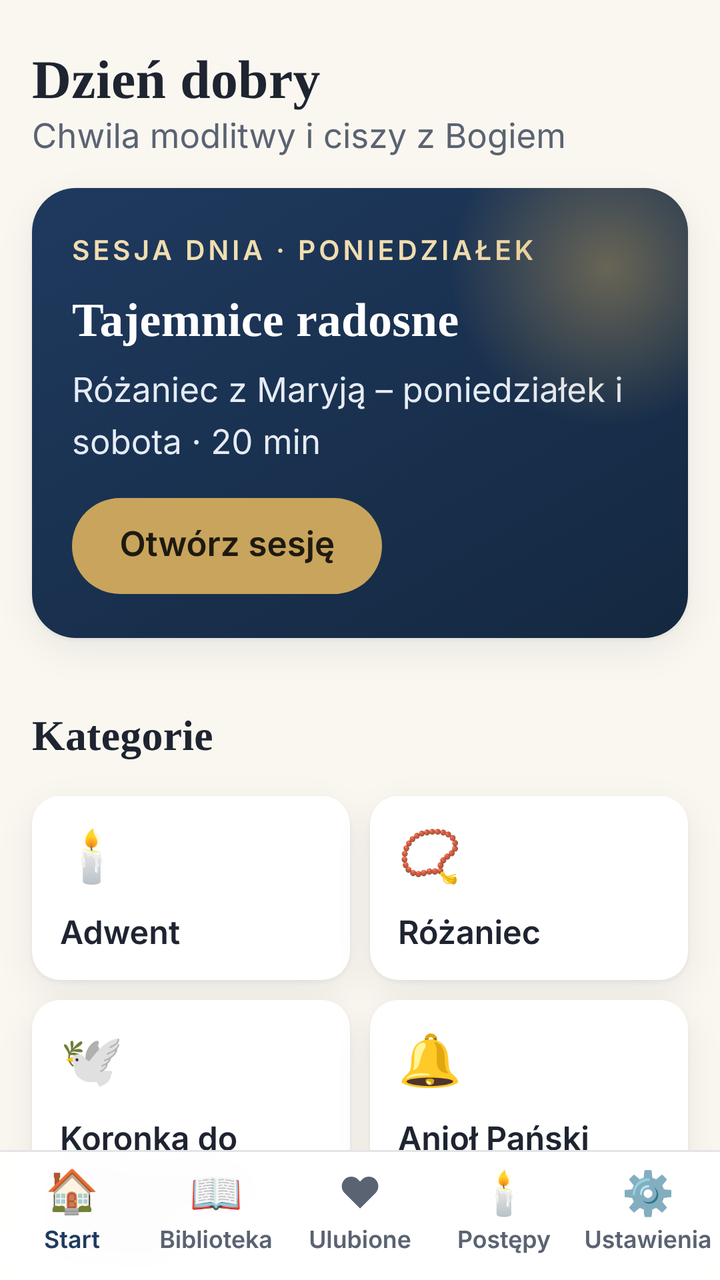 Dzień dobry
Chwila modlitwy i ciszy z Bogiem
SESJA DNIA · PONIEDZIAŁEK
Tajemnice radosne
Różaniec z Maryją – poniedziałek i
sobota · 20 min
Otwórz sesję
Kategorie
Adwent
Różaniec
Koronka do
Anioł Pański
Start
Biblioteka
Ulubione
Postępy
Ustawienia